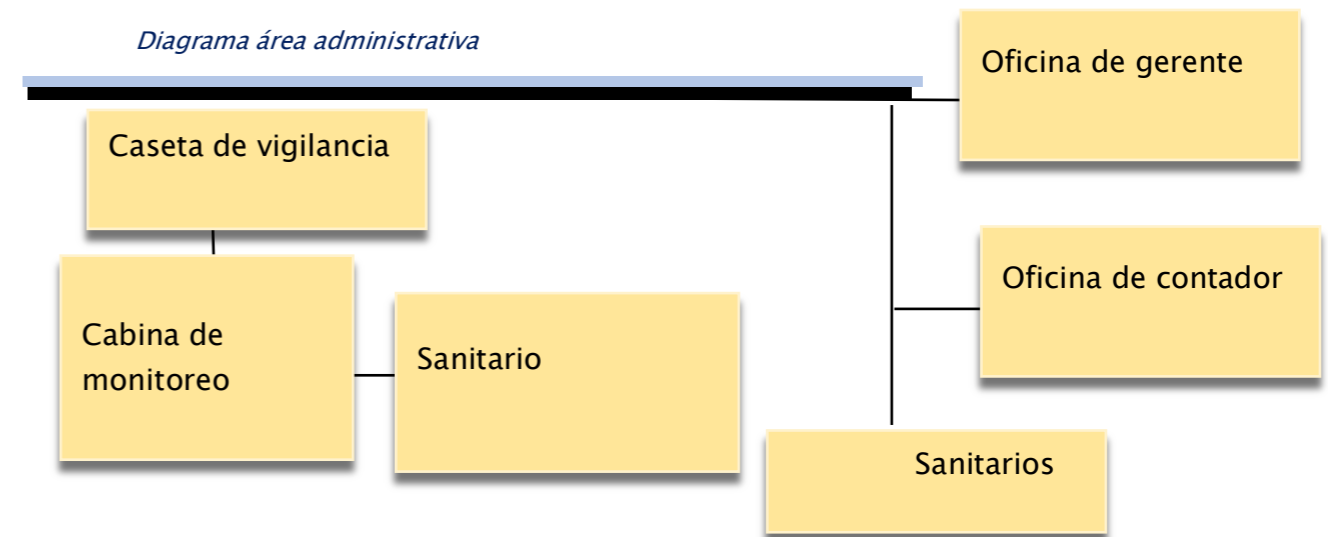 Diagrama área administrativa
Oficina de gerente
Caseta de vigilancia
Oficina de contador
Cabina de
monitoreo
Sanitario
Sanitarios